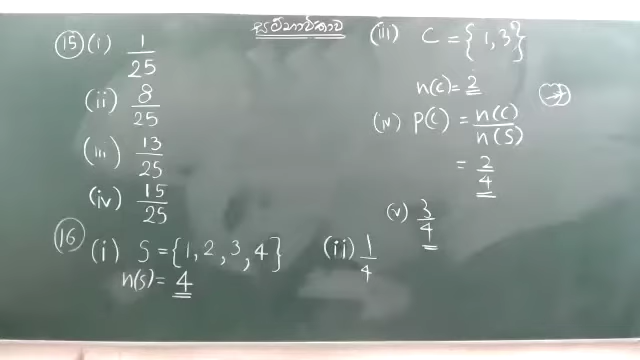 සම්භාවිතාව
15 (i) 1/25
(ii) 8/25
(iii) 13/25
(iv) 15/25
16 (i) S = {1, 2, 3, 4}
n(s) = 4
(ii) 1/4
(iii) C = {1, 3}
n(c) = 2
(iv) P(C) = n(C)/n(S)
= 2/4
(v) 3/4